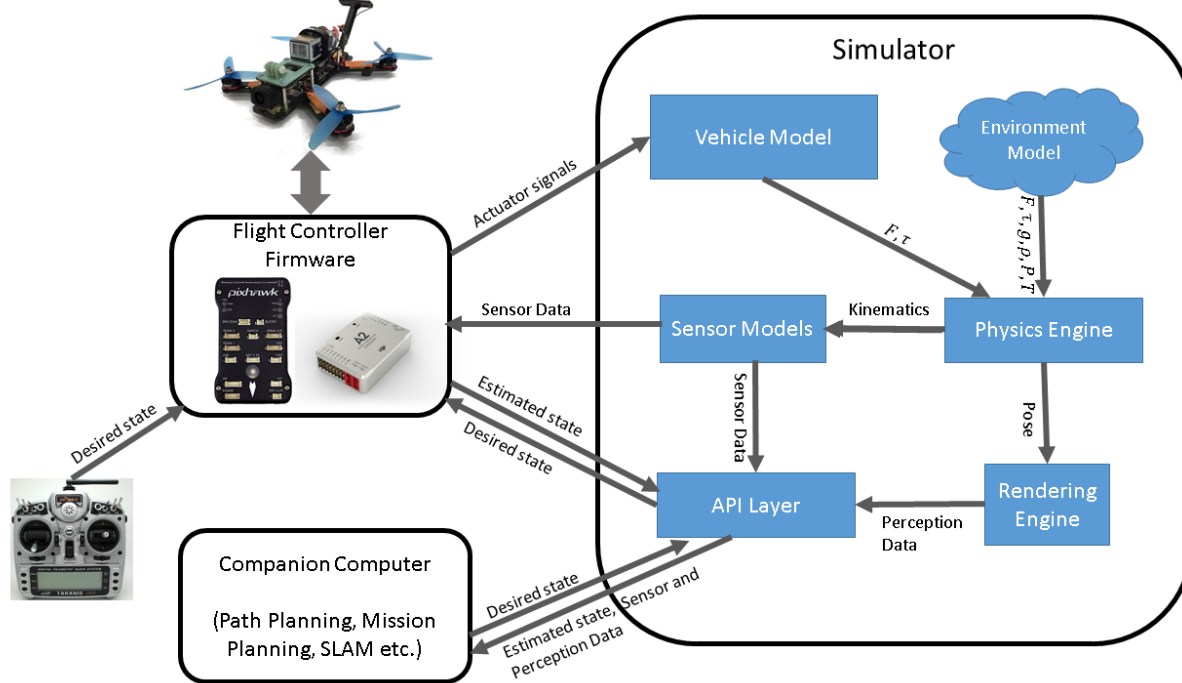 Simulator
Vehicle Model
Environment
Model
Actuator signals
F, τ
F, τ, g, ρ, P, T
Flight Controller
Firmware
pixhawk
A2
Sensor Data
Sensor Models
Kinematics
Physics Engine
Estimated state
Desired state
Sensor Data
Pose
Desired state
API Layer
Perception
Data
Rendering
Engine
TARANIS
Companion Computer
(Path Planning, Mission
Planning, SLAM etc.)
Desired state
Estimated state, Sensor and
Perception Data